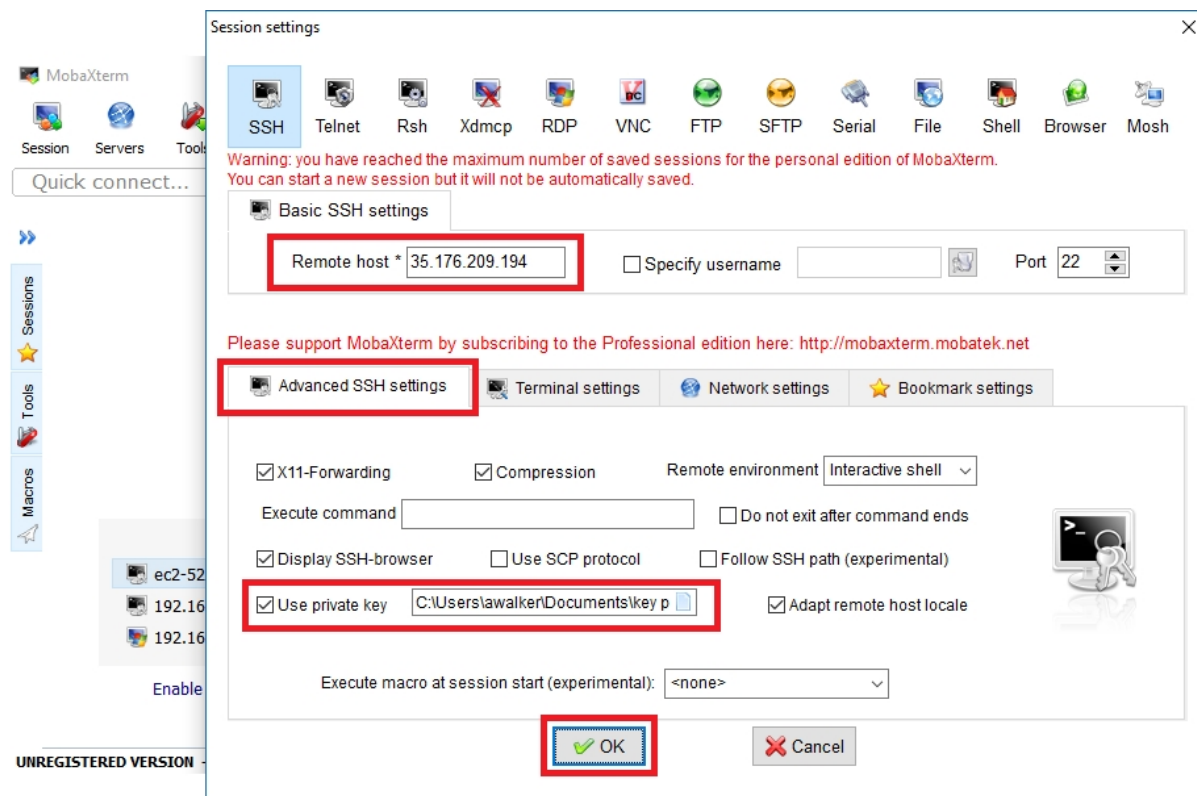 Session settings
MobaXterm
Session Servers Tools
Quick connect...
Sessions
Tools
Macros
ec2-52
192.16
192.16
Enable
UNREGISTERED VERSION -
SSH Telnet Rsh Xdmcp RDP VNC FTP SFTP Serial File Shell Browser Mosh
Warning: you have reached the maximum number of saved sessions for the personal edition of MobaXterm.
You can start a new session but it will not be automatically saved.
Basic SSH settings
Remote host * 35.176.209.194 Specify username Port 22
Please support MobaXterm by subscribing to the Professional edition here: http://mobaxterm.mobatek.net
Advanced SSH settings Terminal settings Network settings Bookmark settings
X11-Forwarding Compression Remote environment Interactive shell
Execute command Do not exit after command ends
Display SSH-browser Use SCP protocol Follow SSH path (experimental)
Use private key C:\Users\awalker\Documents\key p Adapt remote host locale
Execute macro at session start (experimental): <none>
OK Cancel